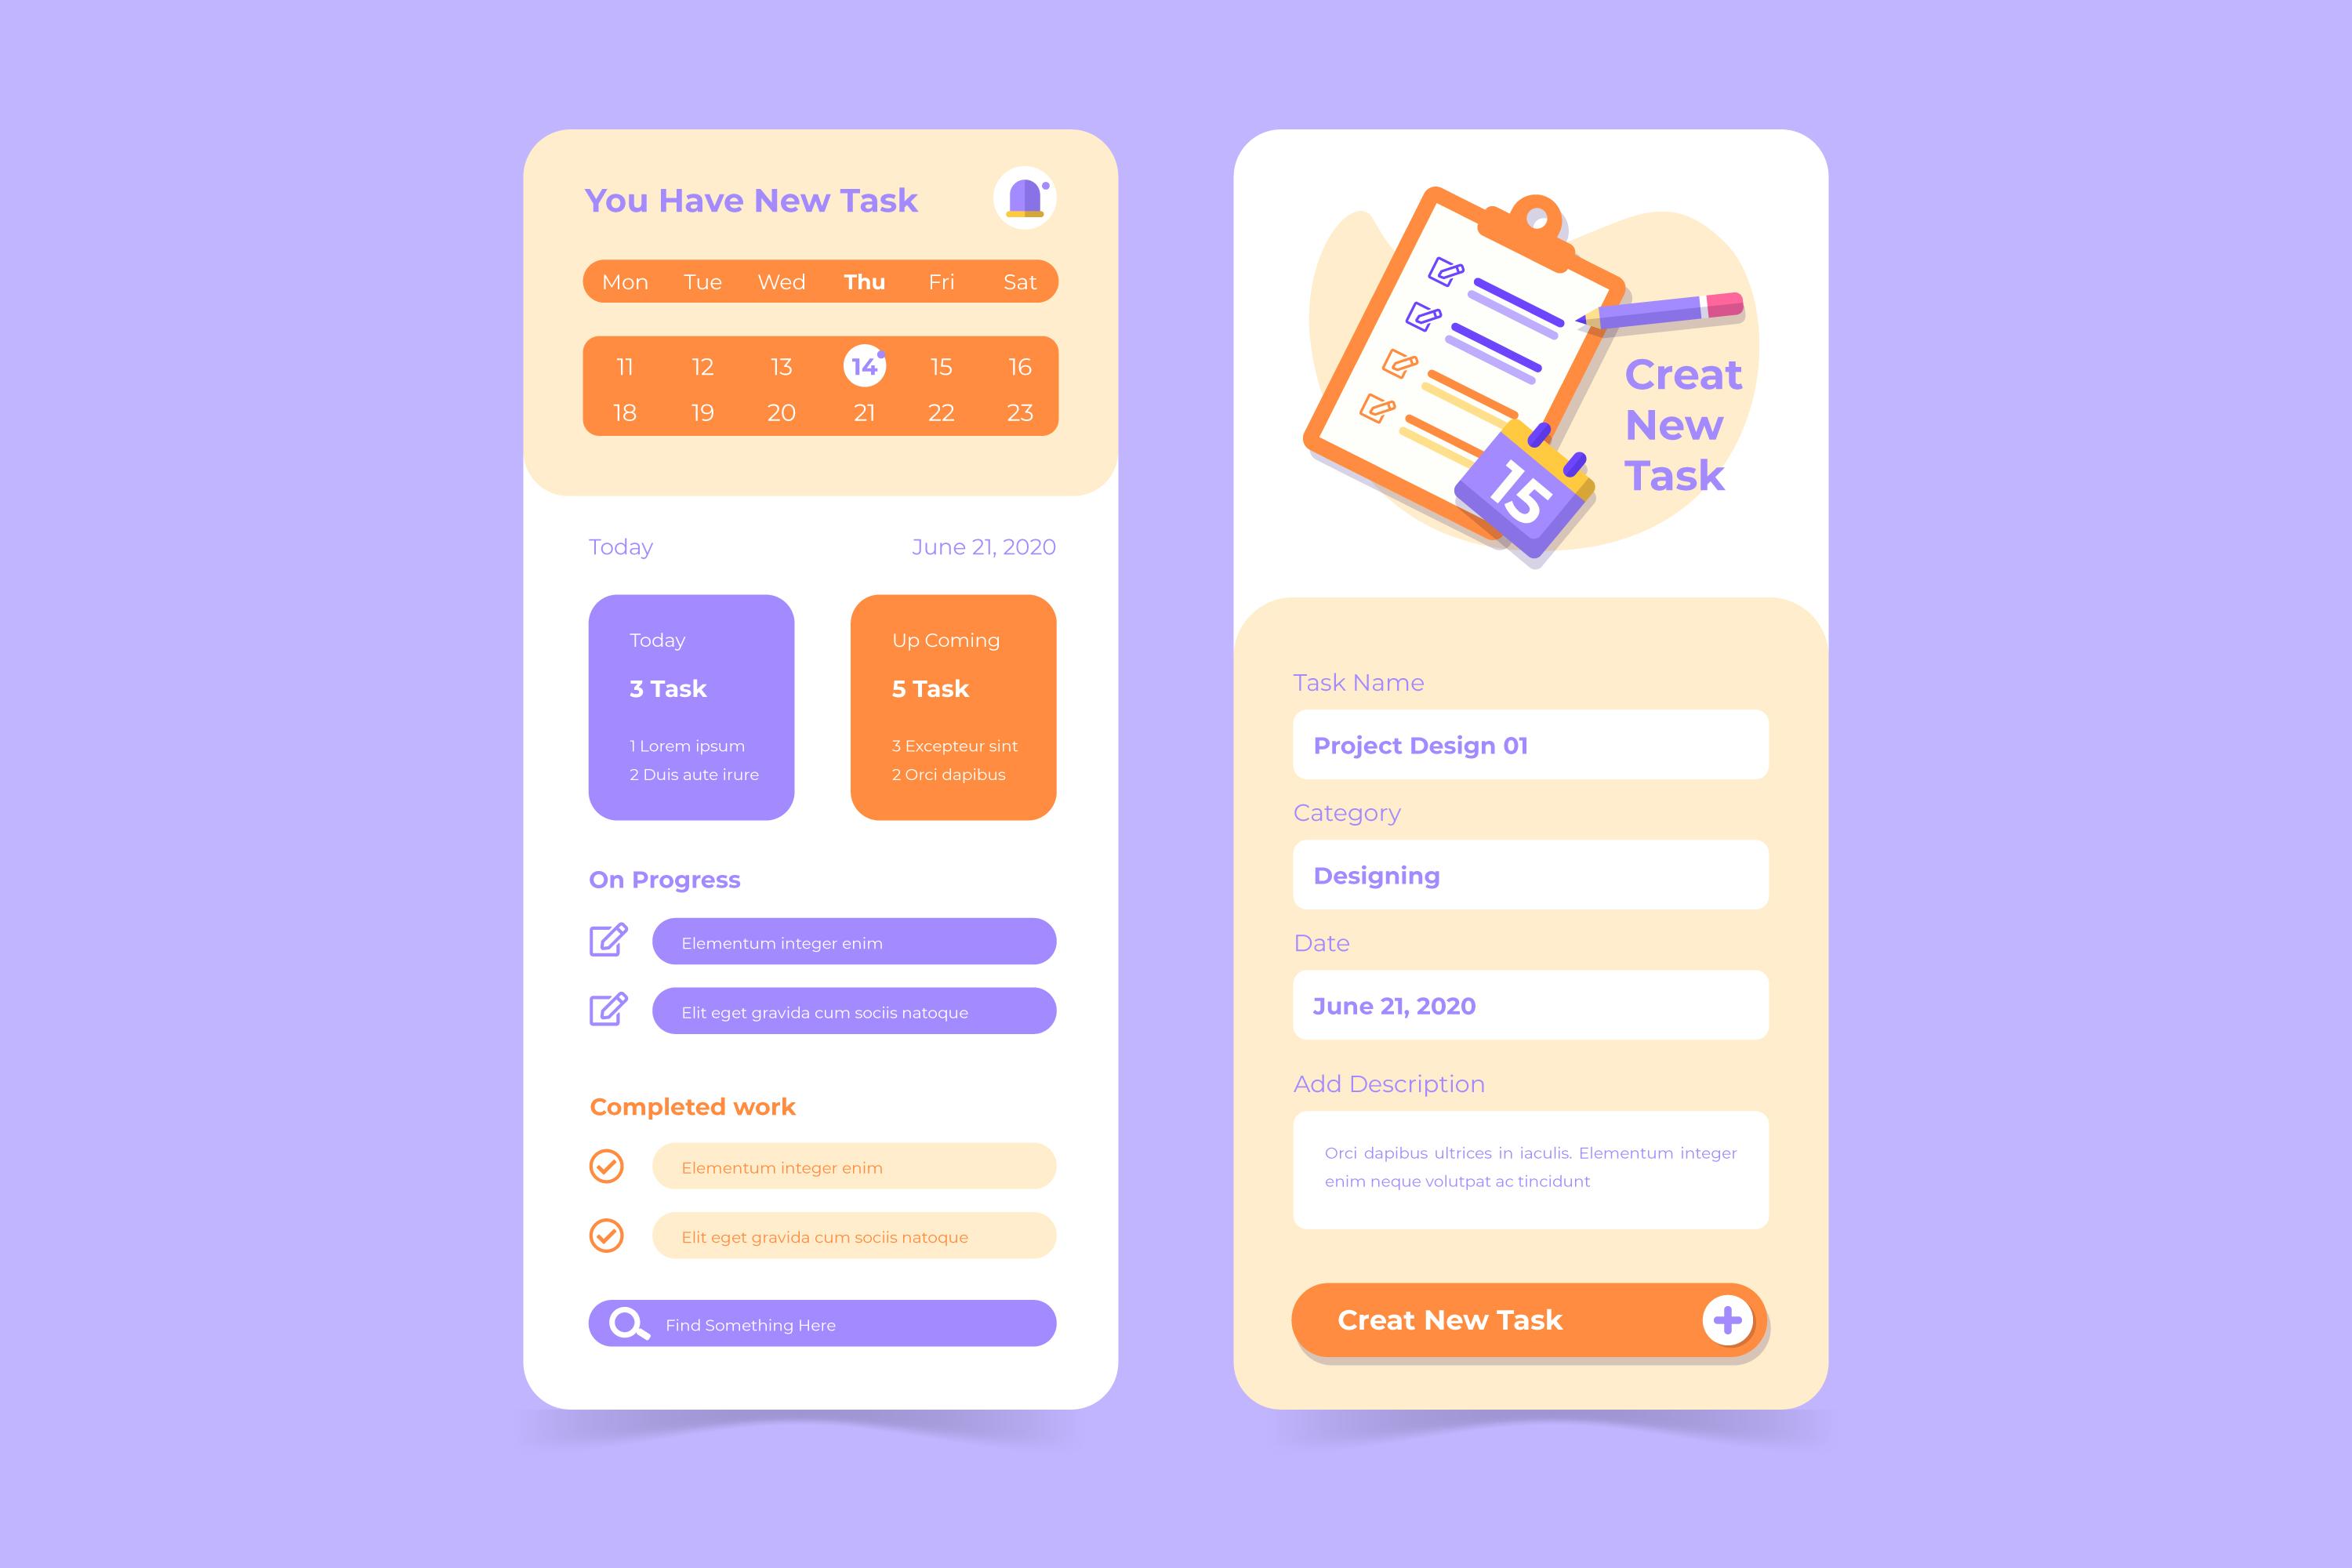 You Have New Task
Mon Tue Wed Thu Fri Sat
11 12 13 14 15 16
18 19 20 21 22 23
Today June 21, 2020
Today
3 Task
1 Lorem ipsum
2 Duis aute irure
Up Coming
5 Task
3 Excepteur sint
2 Orci dapibus
On Progress
Elementum integer enim
Elit eget gravida cum sociis natoque
Completed work
Elementum integer enim
Elit eget gravida cum sociis natoque
Find Something Here
15
Creat
New
Task
Task Name
Project Design 01
Category
Designing
Date
June 21, 2020
Add Description
Orci dapibus ultrices in iaculis. Elementum integer
enim neque volutpat ac tincidunt
Creat New Task